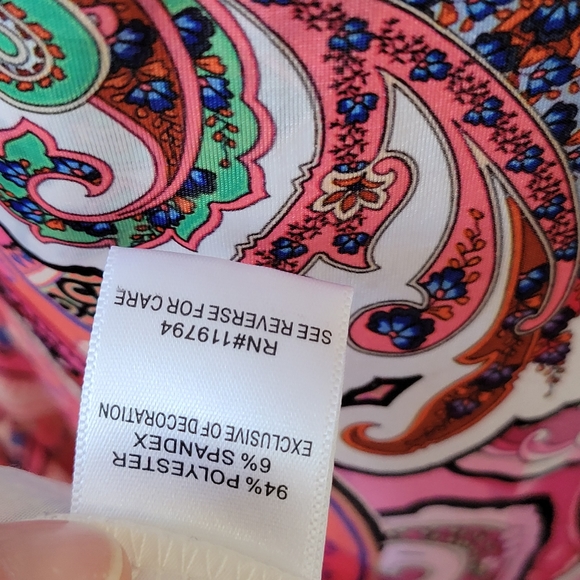 94% POLYESTER
6% SPANDEX
EXCLUSIVE OF DECORATION
RN#119794
SEE REVERSE FOR CARE